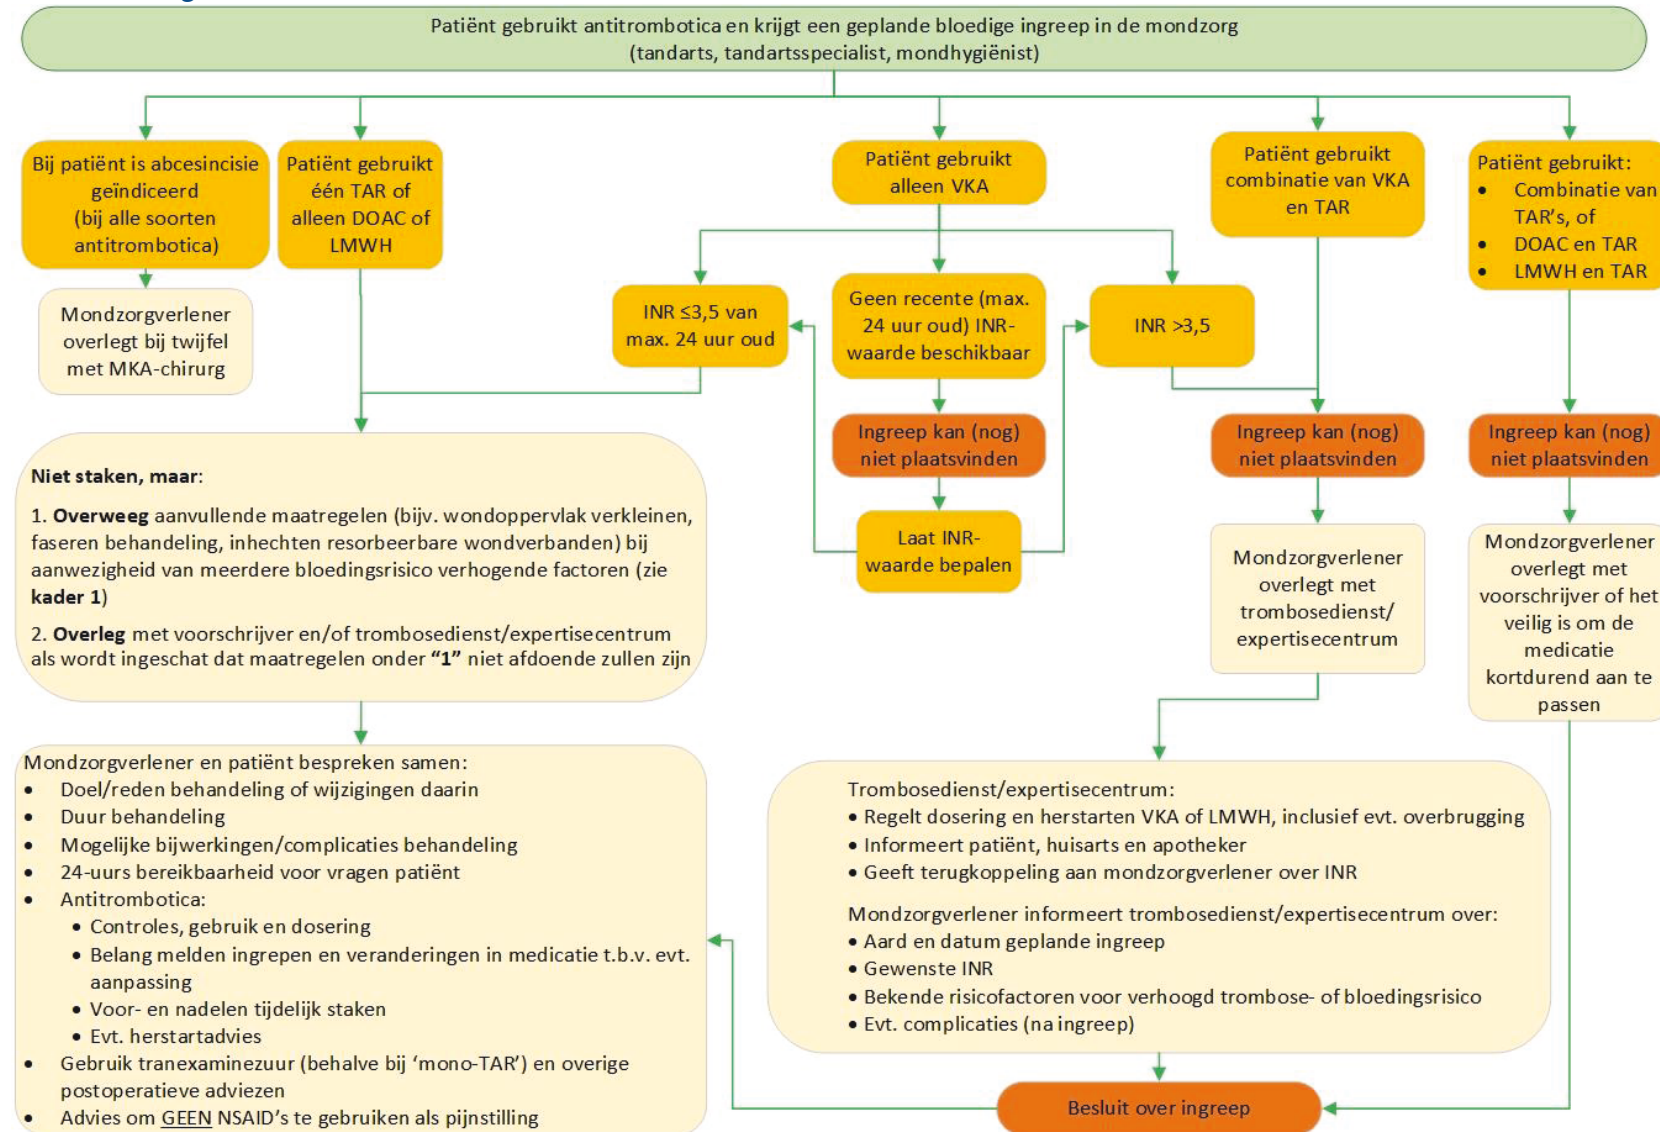 Patiënt gebruikt antitrombotica en krijgt een geplande bloedige ingreep in de mondzorg
(tandarts, tandartsspecialist, mondhygiënist)
Bij patiënt is abcesincisie
geïndiceerd
(bij alle soorten
antitrombotica)
Patiënt gebruikt
één TAR of
alleen DOAC of
LMWH
Patiënt gebruikt
alleen VKA
Patiënt gebruikt
combinatie van VKA
en TAR
Patiënt gebruikt:
• Combinatie van
TAR's, of
• DOAC en TAR
• LMWH en TAR
Mondzorgverlener
overlegt bij twijfel
met MKA-chirurg
INR ≤3,5 van
max. 24 uur oud
Geen recente (max.
24 uur oud) INR-
waarde beschikbaar
INR >3,5
Ingreep kan (nog)
niet plaatsvinden
Ingreep kan (nog)
niet plaatsvinden
Ingreep kan (nog)
niet plaatsvinden
Laat INR-
waarde bepalen
Niet staken, maar:
1. Overweeg aanvullende maatregelen (bijv. wondoppervlak verkleinen,
faseren behandeling, inhechten resorbeerbare wondverbanden) bij
aanwezigheid van meerdere bloedingsrisico verhogende factoren (zie
kader 1)
2. Overleg met voorschrijver en/of trombosedienst/expertisecentrum
als wordt ingeschat dat maatregelen onder “1” niet afdoende zullen zijn
Mondzorgverlener
overlegt met
trombosedienst/
expertisecentrum
Mondzorgverlener
overlegt met
voorschrijver of het
veilig is om de
medicatie
kortdurend aan te
passen
Mondzorgverlener en patiënt bespreken samen:
• Doel/reden behandeling of wijzigingen daarin
• Duur behandeling
• Mogelijke bijwerkingen/complicaties behandeling
• 24-uurs bereikbaarheid voor vragen patiënt
• Antitrombotica:
• Controles, gebruik en dosering
• Belang melden ingrepen en veranderingen in medicatie t.b.v. evt.
aanpassing
• Voor- en nadelen tijdelijk staken
• Evt. herstartadvies
• Gebruik tranexaminezuur (behalve bij ‘mono-TAR’) en overige
postoperatieve adviezen
• Advies om GEEN NSAID's te gebruiken als pijnstilling
Trombosedienst/expertisecentrum:
• Regelt dosering en herstarten VKA of LMWH, inclusief evt. overbrugging
• Informeert patiënt, huisarts en apotheker
• Geeft terugkoppeling aan mondzorgverlener over INR
Mondzorgverlener informeert trombosedienst/expertisecentrum over:
• Aard en datum geplande ingreep
• Gewenste INR
• Bekende risicofactoren voor verhoogd trombose- of bloedingsrisico
• Evt. complicaties (na ingreep)
Besluit over ingreep